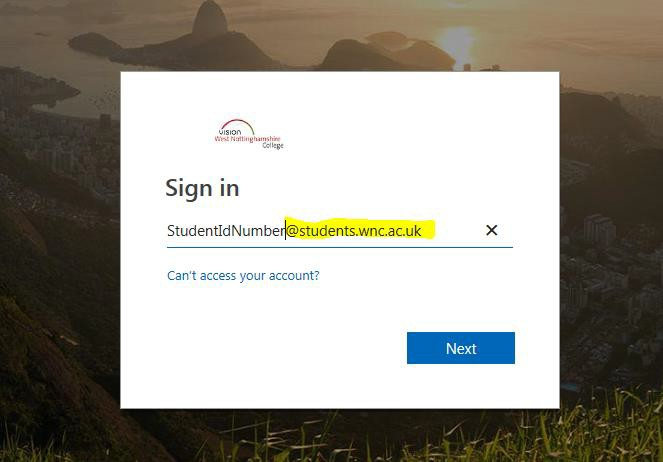 vision
West Nottinghamshire
College
Sign in
StudentIdNumber@students.wnc.ac.uk
Can't access your account?
Next